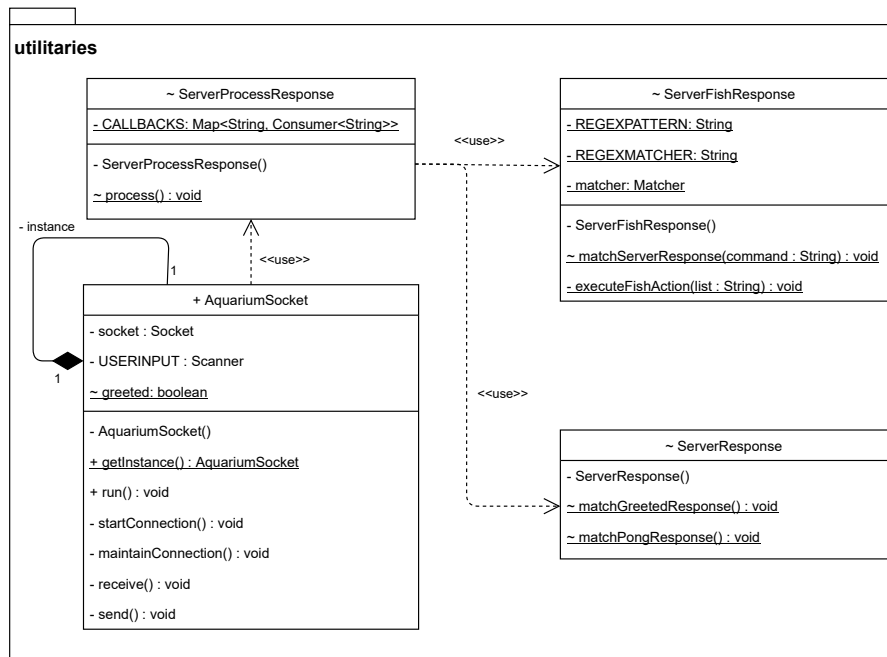 utilitaries
~ ServerProcessResponse
- CALLBACKS: Map<String, Consumer<String>>
- ServerProcessResponse()
~ process() : void
<<use>>
~ ServerFishResponse
- REGEXPATTERN: String
- REGEXMATCHER: String
- matcher: Matcher
- ServerFishResponse()
~ matchServerResponse(command : String) : void
- executeFishAction(list : String) : void
- instance
1
1
<<use>>
+ AquariumSocket
- socket : Socket
- USERINPUT : Scanner
~ greeted: boolean
- AquariumSocket()
+ getInstance() : AquariumSocket
+ run() : void
- startConnection() : void
- maintainConnection() : void
- receive() : void
- send() : void
<<use>>
~ ServerResponse
- ServerResponse()
~ matchGreetedResponse() : void
~ matchPongResponse() : void